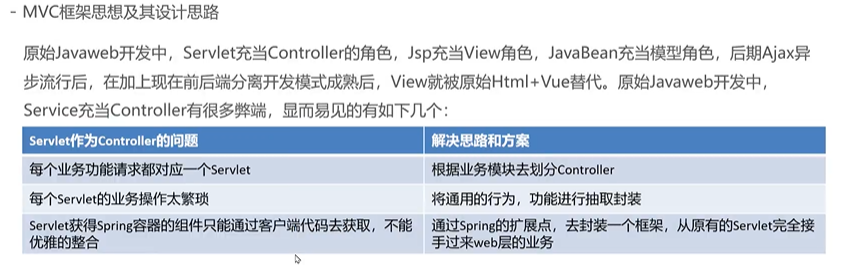 - MVC框架思想及其设计思路
原始Javaweb开发中，Servlet充当Controller的角色，Jsp充当View角色，JavaBean充当模型角色，后期Ajax异
步流行后，在加上现在前后端分离开发模式成熟后，View就被原始Html+Vue替代。原始Javaweb开发中，
Service充当Controller有很多弊端，显而易见的有如下几个：
Servlet作为Controller的问题
解决思路和方案
每个业务功能请求都对应一个Servlet
根据业务模块去划分Controller
每个Servlet的业务操作太繁琐
将通用的行为，功能进行抽取封装
Servlet获得Spring容器的组件只能通过客户端代码去获取，不能
优雅的整合
通过Spring的扩展点，去封装一个框架，从原有的Servlet完全接
手过来web层的业务